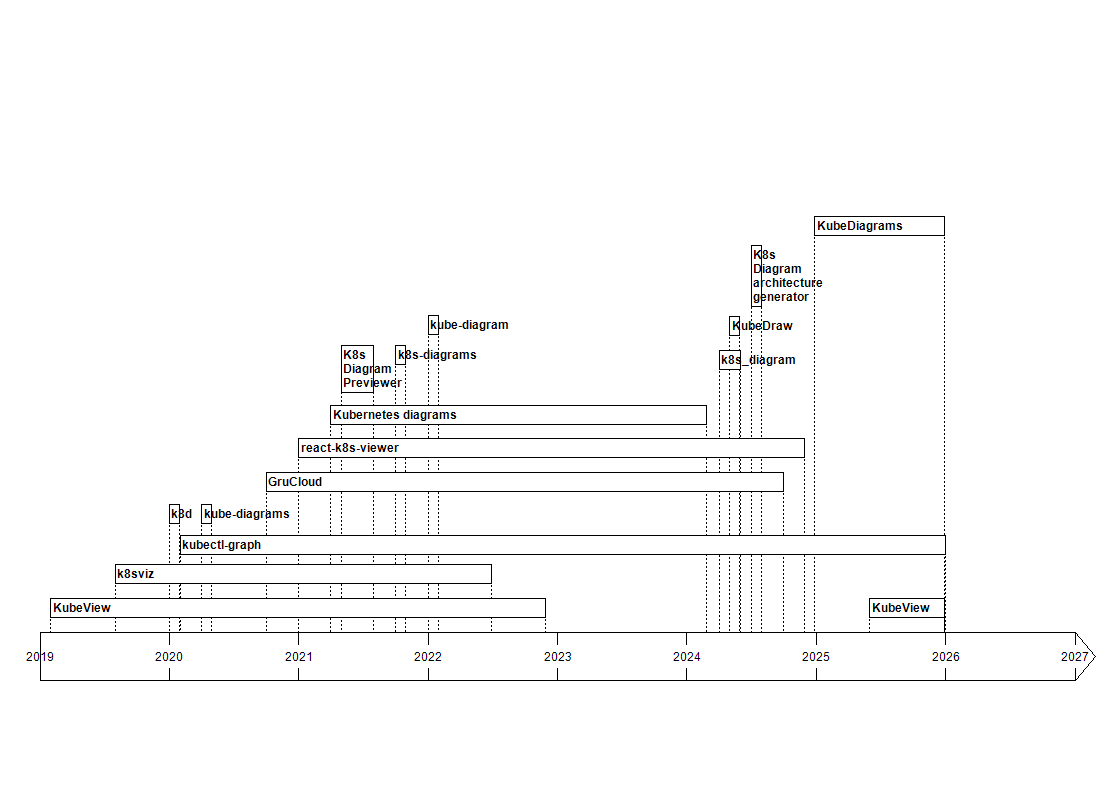 KubeDiagrams
K8s
Diagram
architecture
generator
kube-diagram
KubeDraw
K8s
Diagram
Previewer
k8s-diagrams
k8s_diagram
Kubernetes diagrams
react-k8s-viewer
GruCloud
k8d
kube-diagrams
kubectl-graph
k8sviz
KubeView
KubeView
2019
2020
2021
2022
2023
2024
2025
2026
2027